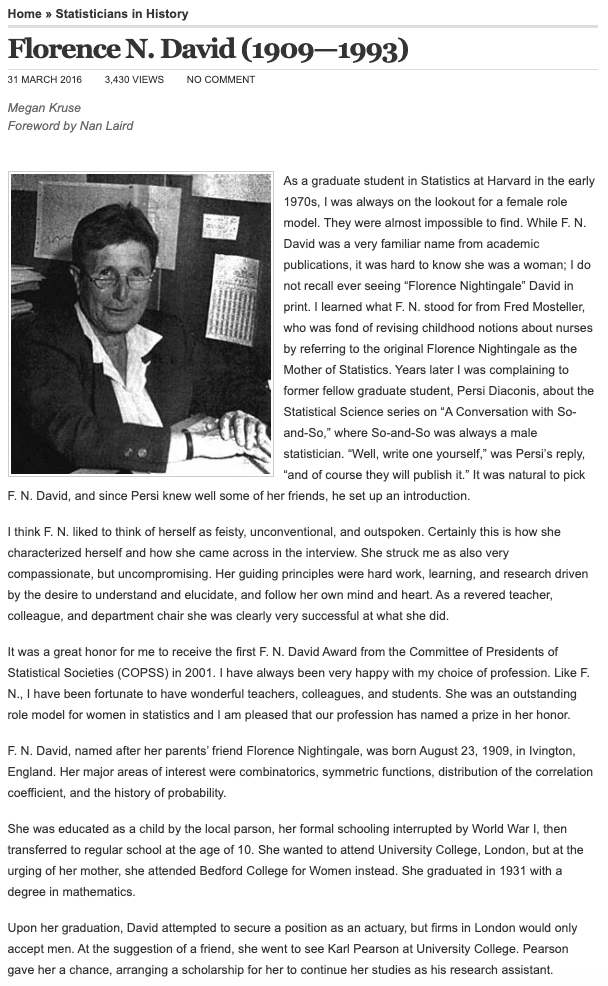 Home » Statisticians in History
Florence N. David (1909—1993)
31 MARCH 2016 3,430 VIEWS NO COMMENT
Megan Kruse
Foreword by Nan Laird
As a graduate student in Statistics at Harvard in the early
1970s, I was always on the lookout for a female role
model. They were almost impossible to find. While F. N.
David was a very familiar name from academic
publications, it was hard to know she was a woman; I do
not recall ever seeing “Florence Nightingale” David in
print. I learned what F. N. stood for from Fred Mosteller,
who was fond of revising childhood notions about nurses
by referring to the original Florence Nightingale as the
Mother of Statistics. Years later I was complaining to
former fellow graduate student, Persi Diaconis, about the
Statistical Science series on “A Conversation with So-
and-So,” where So-and-So was always a male
statistician. “Well, write one yourself,” was Persi’s reply,
“and of course they will publish it.” It was natural to pick
F. N. David, and since Persi knew well some of her friends, he set up an introduction.
I think F. N. liked to think of herself as feisty, unconventional, and outspoken. Certainly this is how she
characterized herself and how she came across in the interview. She struck me as also very
compassionate, but uncompromising. Her guiding principles were hard work, learning, and research driven
by the desire to understand and elucidate, and follow her own mind and heart. As a revered teacher,
colleague, and department chair she was clearly very successful at what she did.
It was a great honor for me to receive the first F. N. David Award from the Committee of Presidents of
Statistical Societies (COPSS) in 2001. I have always been very happy with my choice of profession. Like F.
N., I have been fortunate to have wonderful teachers, colleagues, and students. She was an outstanding
role model for women in statistics and I am pleased that our profession has named a prize in her honor.
F. N. David, named after her parents’ friend Florence Nightingale, was born August 23, 1909, in Ivington,
England. Her major areas of interest were combinatorics, symmetric functions, distribution of the correlation
coefficient, and the history of probability.
She was educated as a child by the local parson, her formal schooling interrupted by World War I, then
transferred to regular school at the age of 10. She wanted to attend University College, London, but at the
urging of her mother, she attended Bedford College for Women instead. She graduated in 1931 with a
degree in mathematics.
Upon her graduation, David attempted to secure a position as an actuary, but firms in London would only
accept men. At the suggestion of a friend, she went to see Karl Pearson at University College. Pearson
gave her a chance, arranging a scholarship for her to continue her studies as his research assistant.